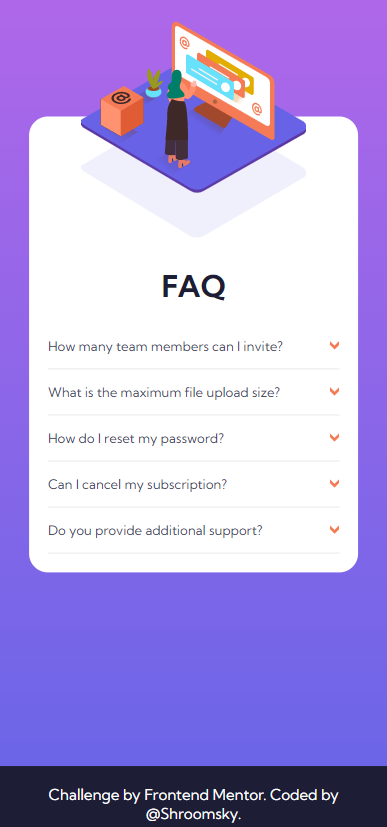 FAQ
How many team members can I invite?
What is the maximum file upload size?
How do I reset my password?
Can I cancel my subscription?
Do you provide additional support?
Challenge by Frontend Mentor. Coded by
@Shroomsky.